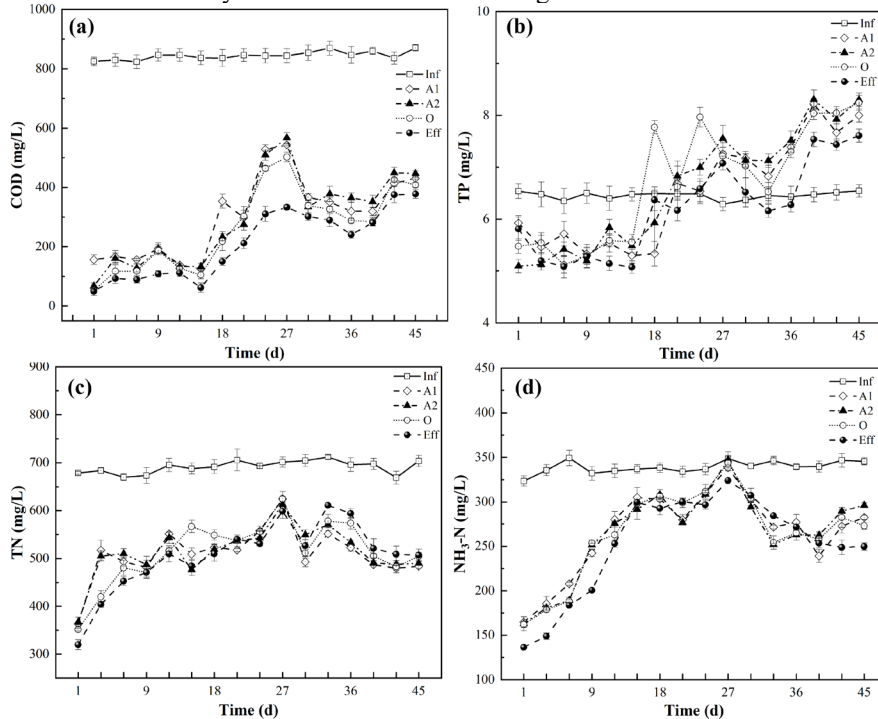 (a)
1000
800
600
400
200
0
COD (mg/L)
Inf
A1
A2
O
Eff
1 9 18 27 36 45
Time (d)
(b)
8
6
4
TP (mg/L)
Inf
A1
A2
O
Eff
1 9 18 27 36 45
Time (d)
(c)
900
800
700
600
500
400
300
TN (mg/L)
Inf
A1
A2
O
Eff
1 9 18 27 36 45
Time (d)
(d)
450
400
350
300
250
200
150
100
NH₃-N (mg/L)
Inf
A1
A2
O
Eff
1 9 18 27 36 45
Time (d)